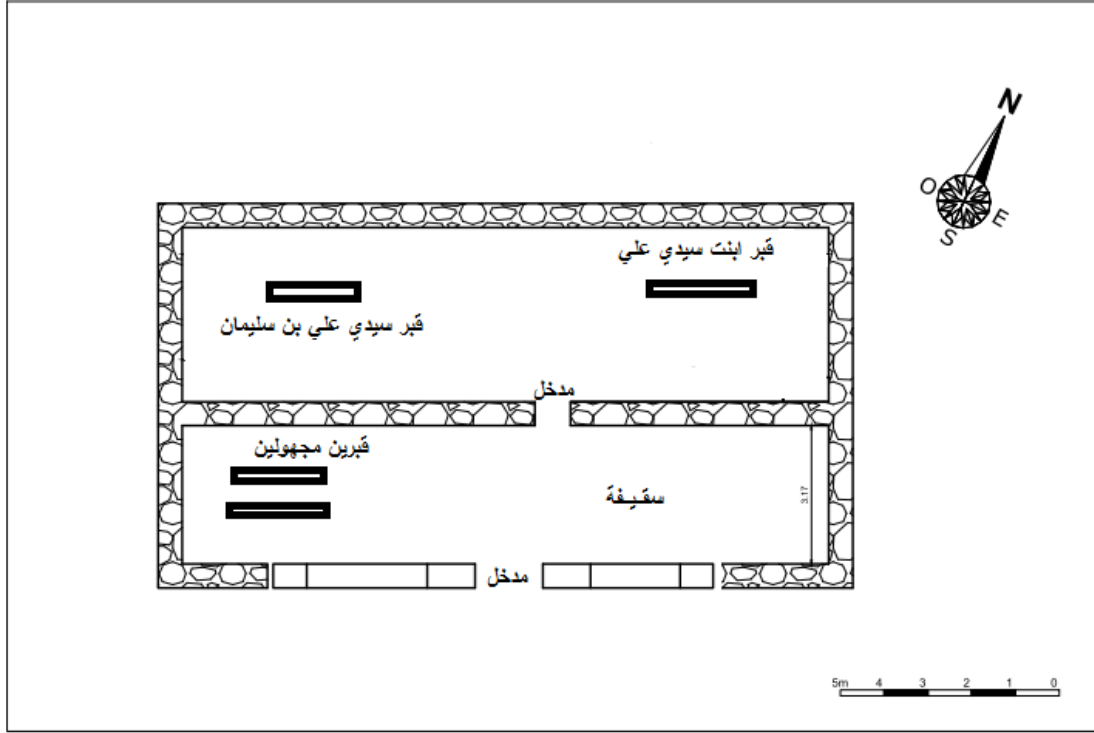 N
O
E
S
قبر ابنت سيدي علي
قبر سيدي علي بن سليمان
مدخل
قبرين مجهولين
سقيفة
3.17
مدخل
5m 4 3 2 1 0